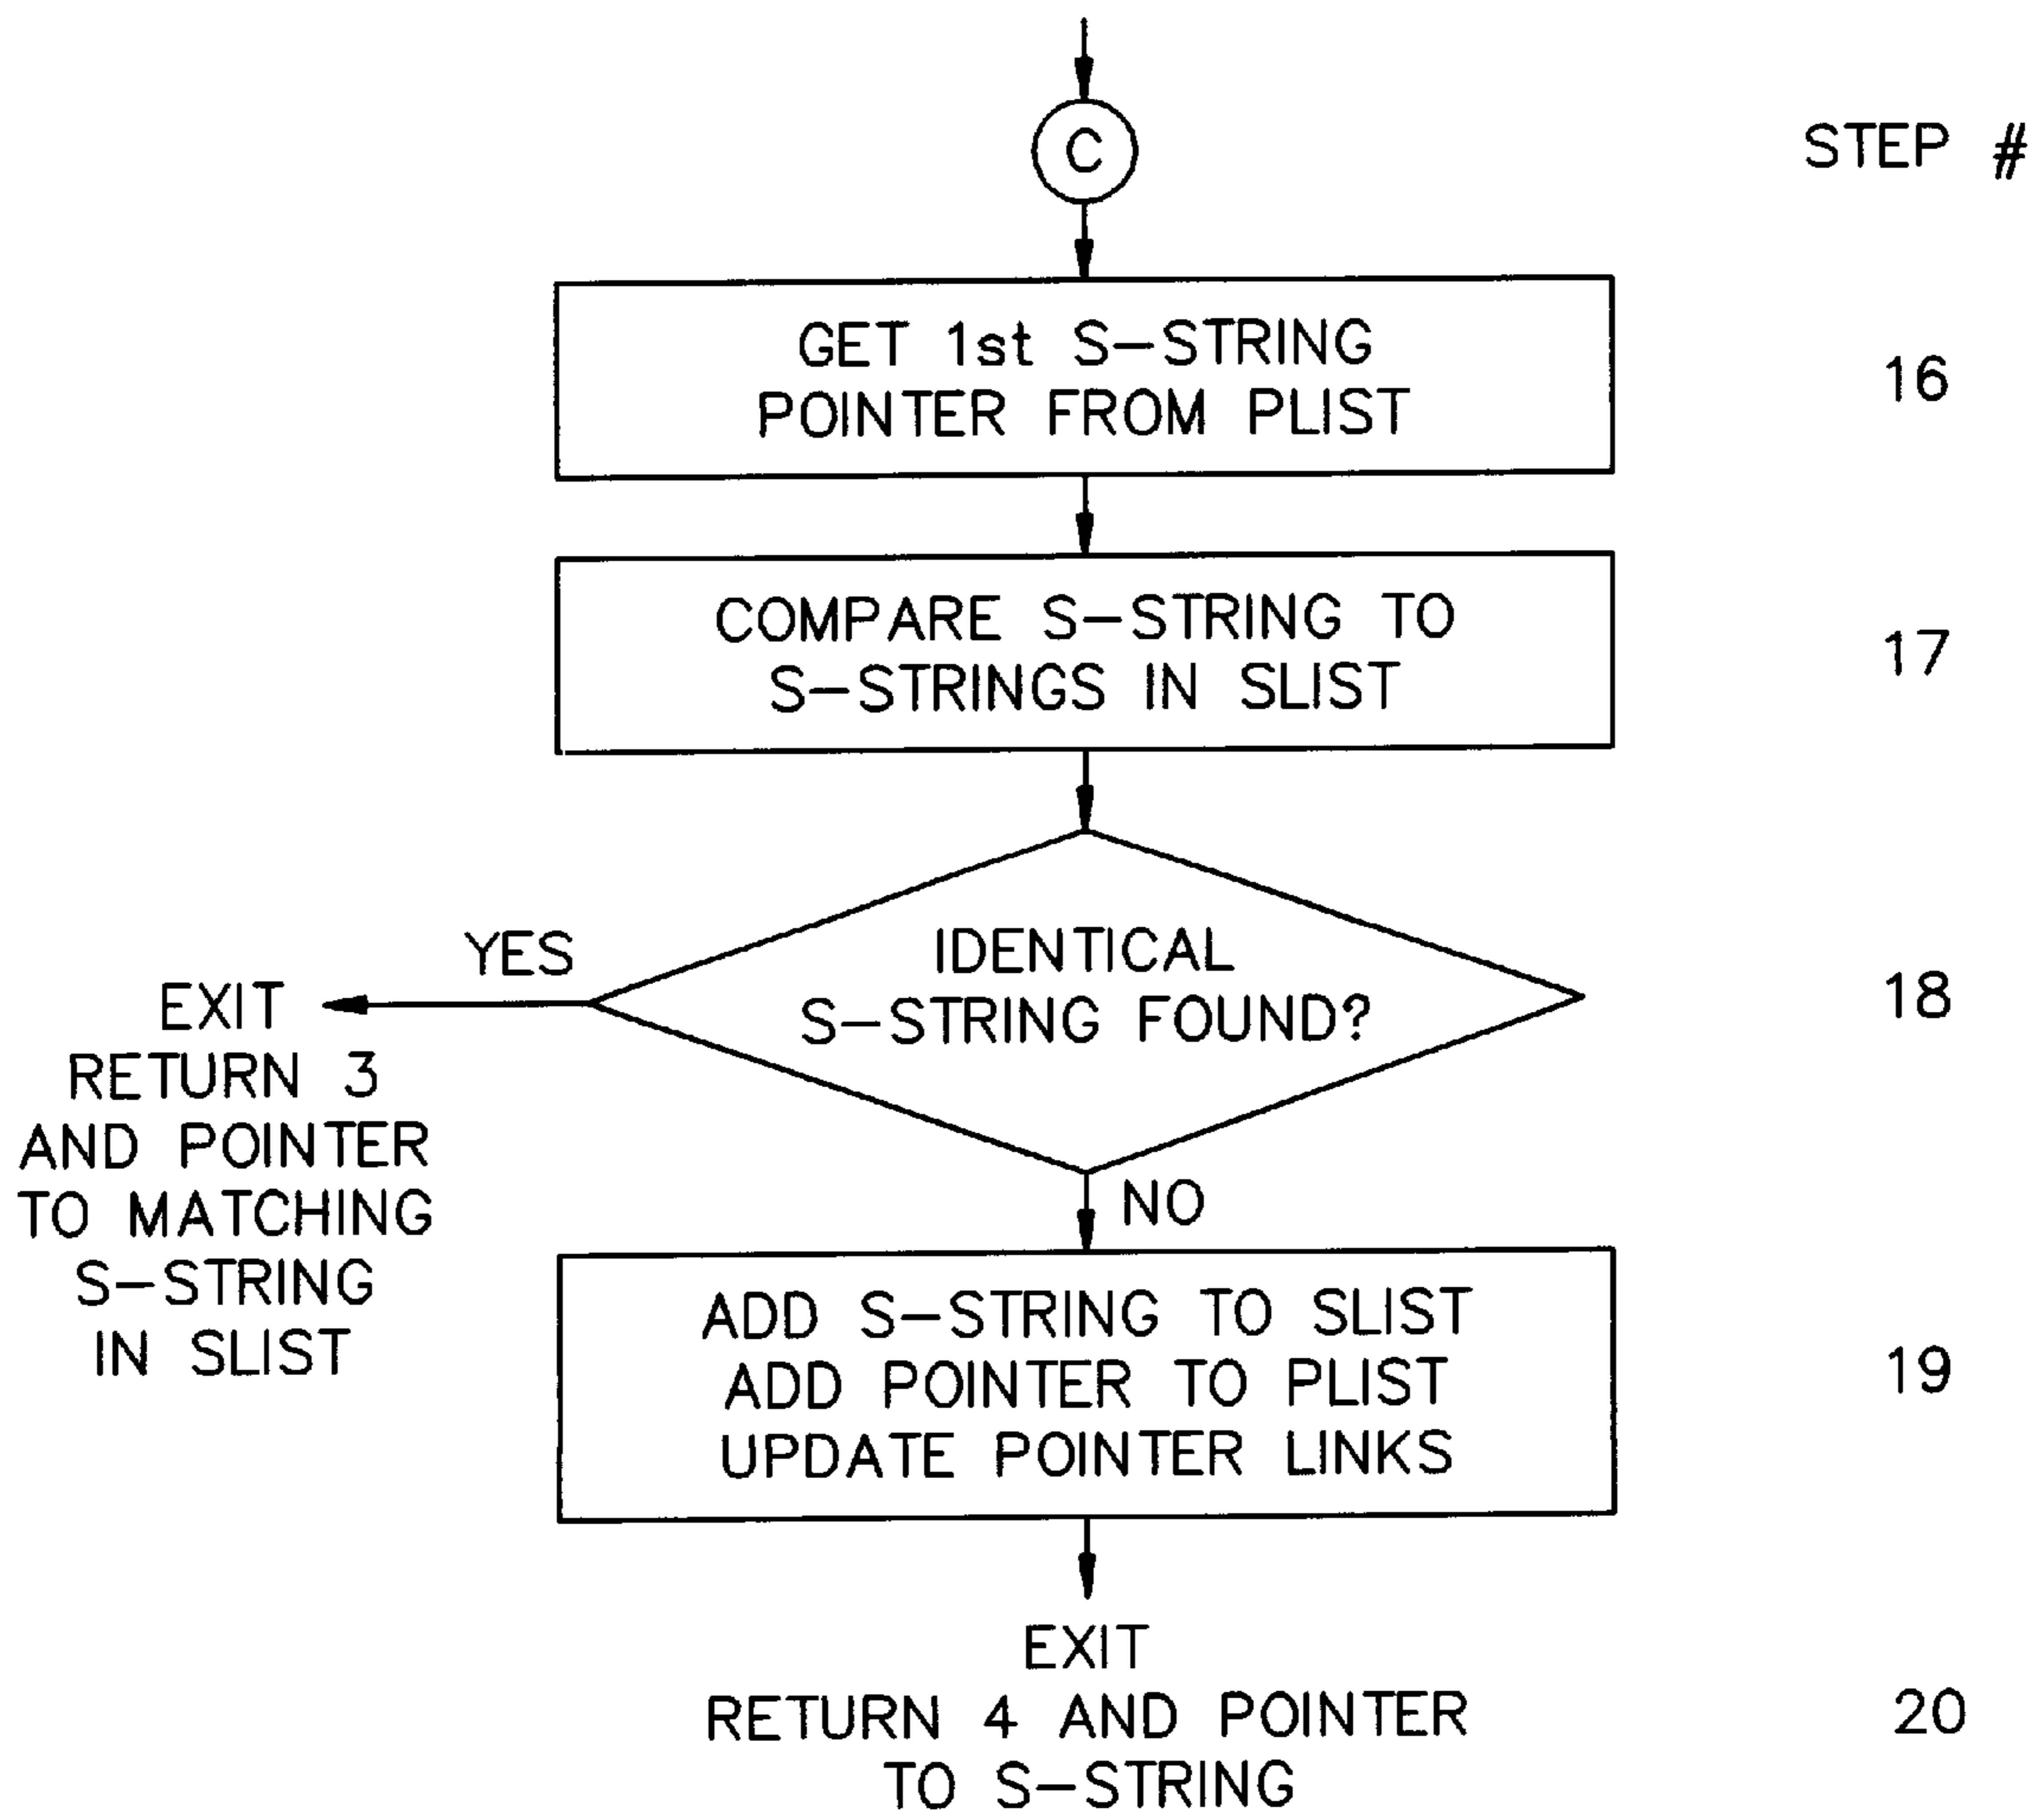 C
STEP #
GET 1st S-STRING
POINTER FROM PLIST
16
COMPARE S-STRING TO
S-STRINGS IN SLIST
17
IDENTICAL
S-STRING FOUND?
18
YES
EXIT
RETURN 3
AND POINTER
TO MATCHING
S-STRING
IN SLIST
NO
ADD S-STRING TO SLIST
ADD POINTER TO PLIST
UPDATE POINTER LINKS
19
EXIT
RETURN 4 AND POINTER
TO S-STRING
20